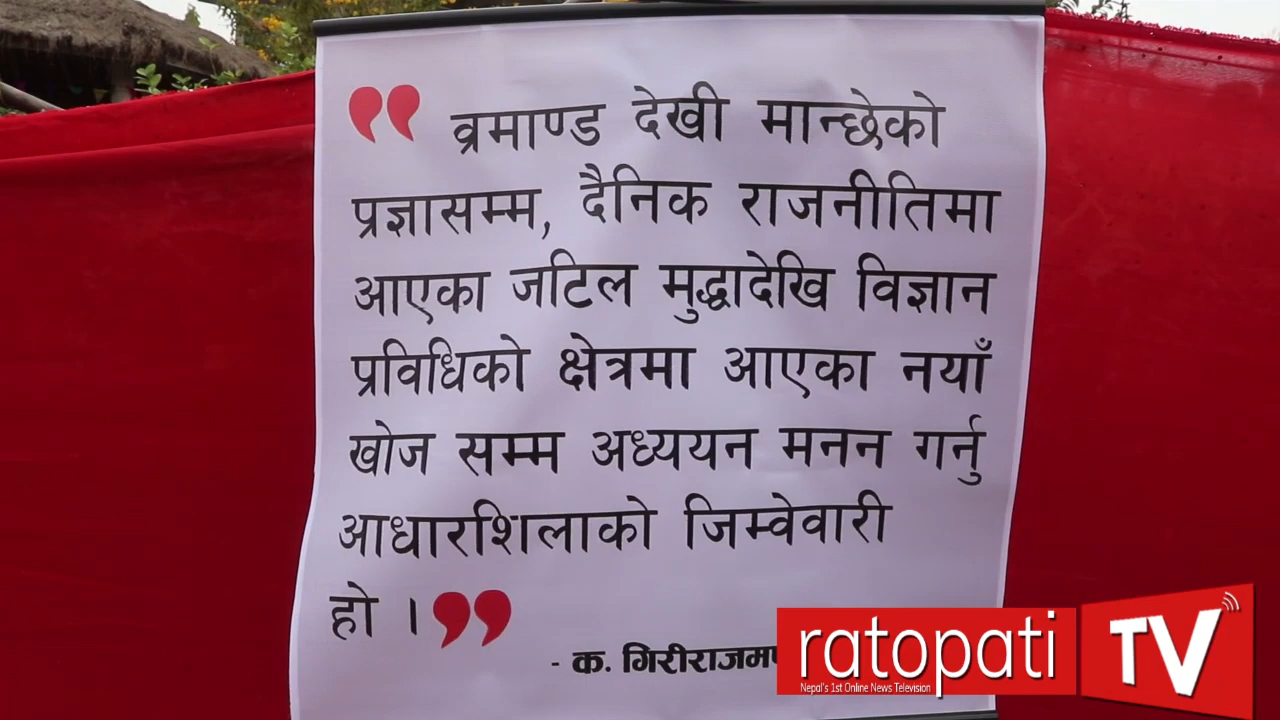 ❜❜ व्रमाण्ड देखी मान्छेको
प्रज्ञासम्म, दैनिक राजनीतिमा
आएका जटिल मुद्धादेखि विज्ञान
प्रविधिको क्षेत्रमा आएका नयाँ
खोज सम्म अध्ययन मनन गर्नु
आधारशिलाको जिम्वेवारी
हो ।❜❜
- क. गिरीराजम
ratopati TV
Nepal's 1st Online News Television